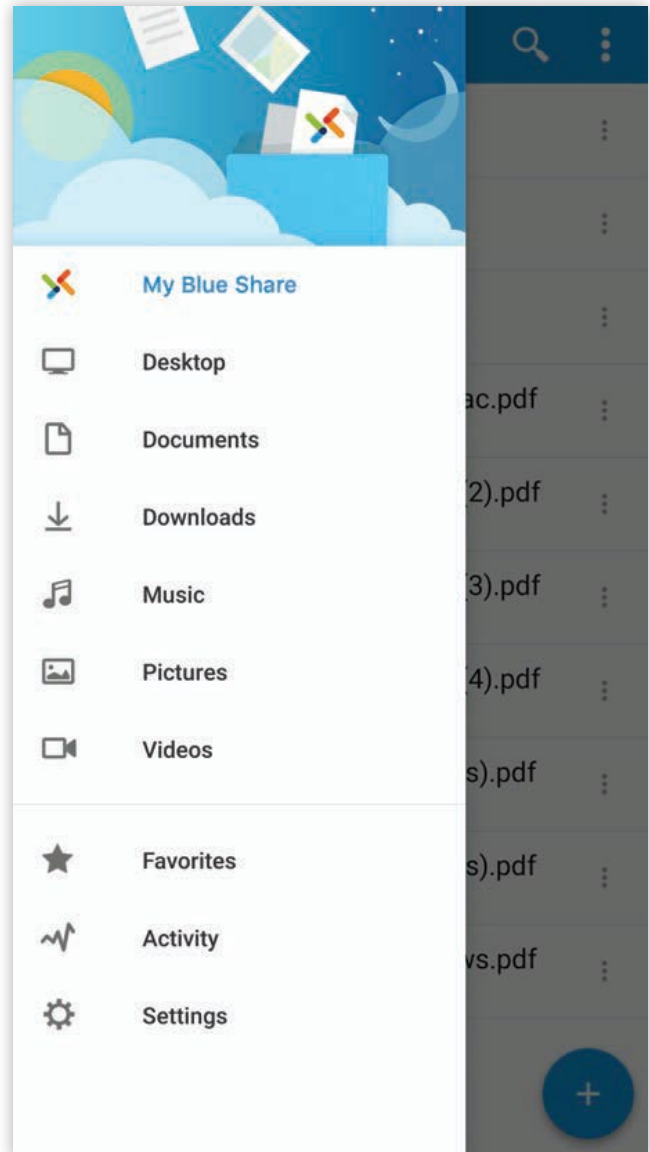 My Blue Share
Desktop
Documents
ac.pdf
(2).pdf
Downloads
Music
(3).pdf
Pictures
(4).pdf
Videos
s).pdf
Favorites
s).pdf
Activity
ws.pdf
Settings